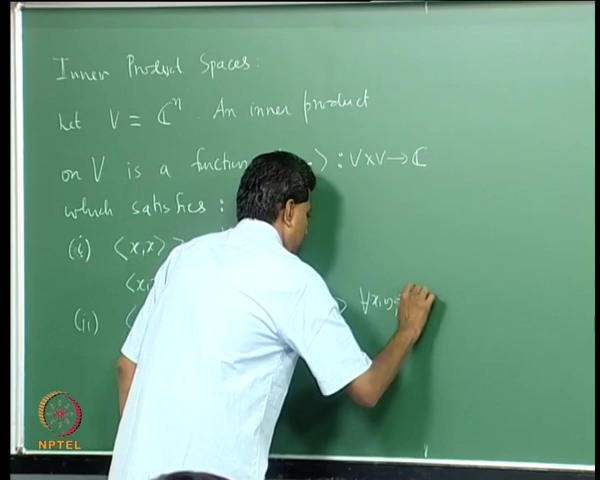 Inner Product Spaces:
Let V = ℂⁿ. An inner product
on V is a function ⟩ : V×V → ℂ
which satisfies :
(i) ⟨x,x⟩ ≥
⟨x,
(ii) ⟨ ⟩ ∀ x, y,
NPTEL